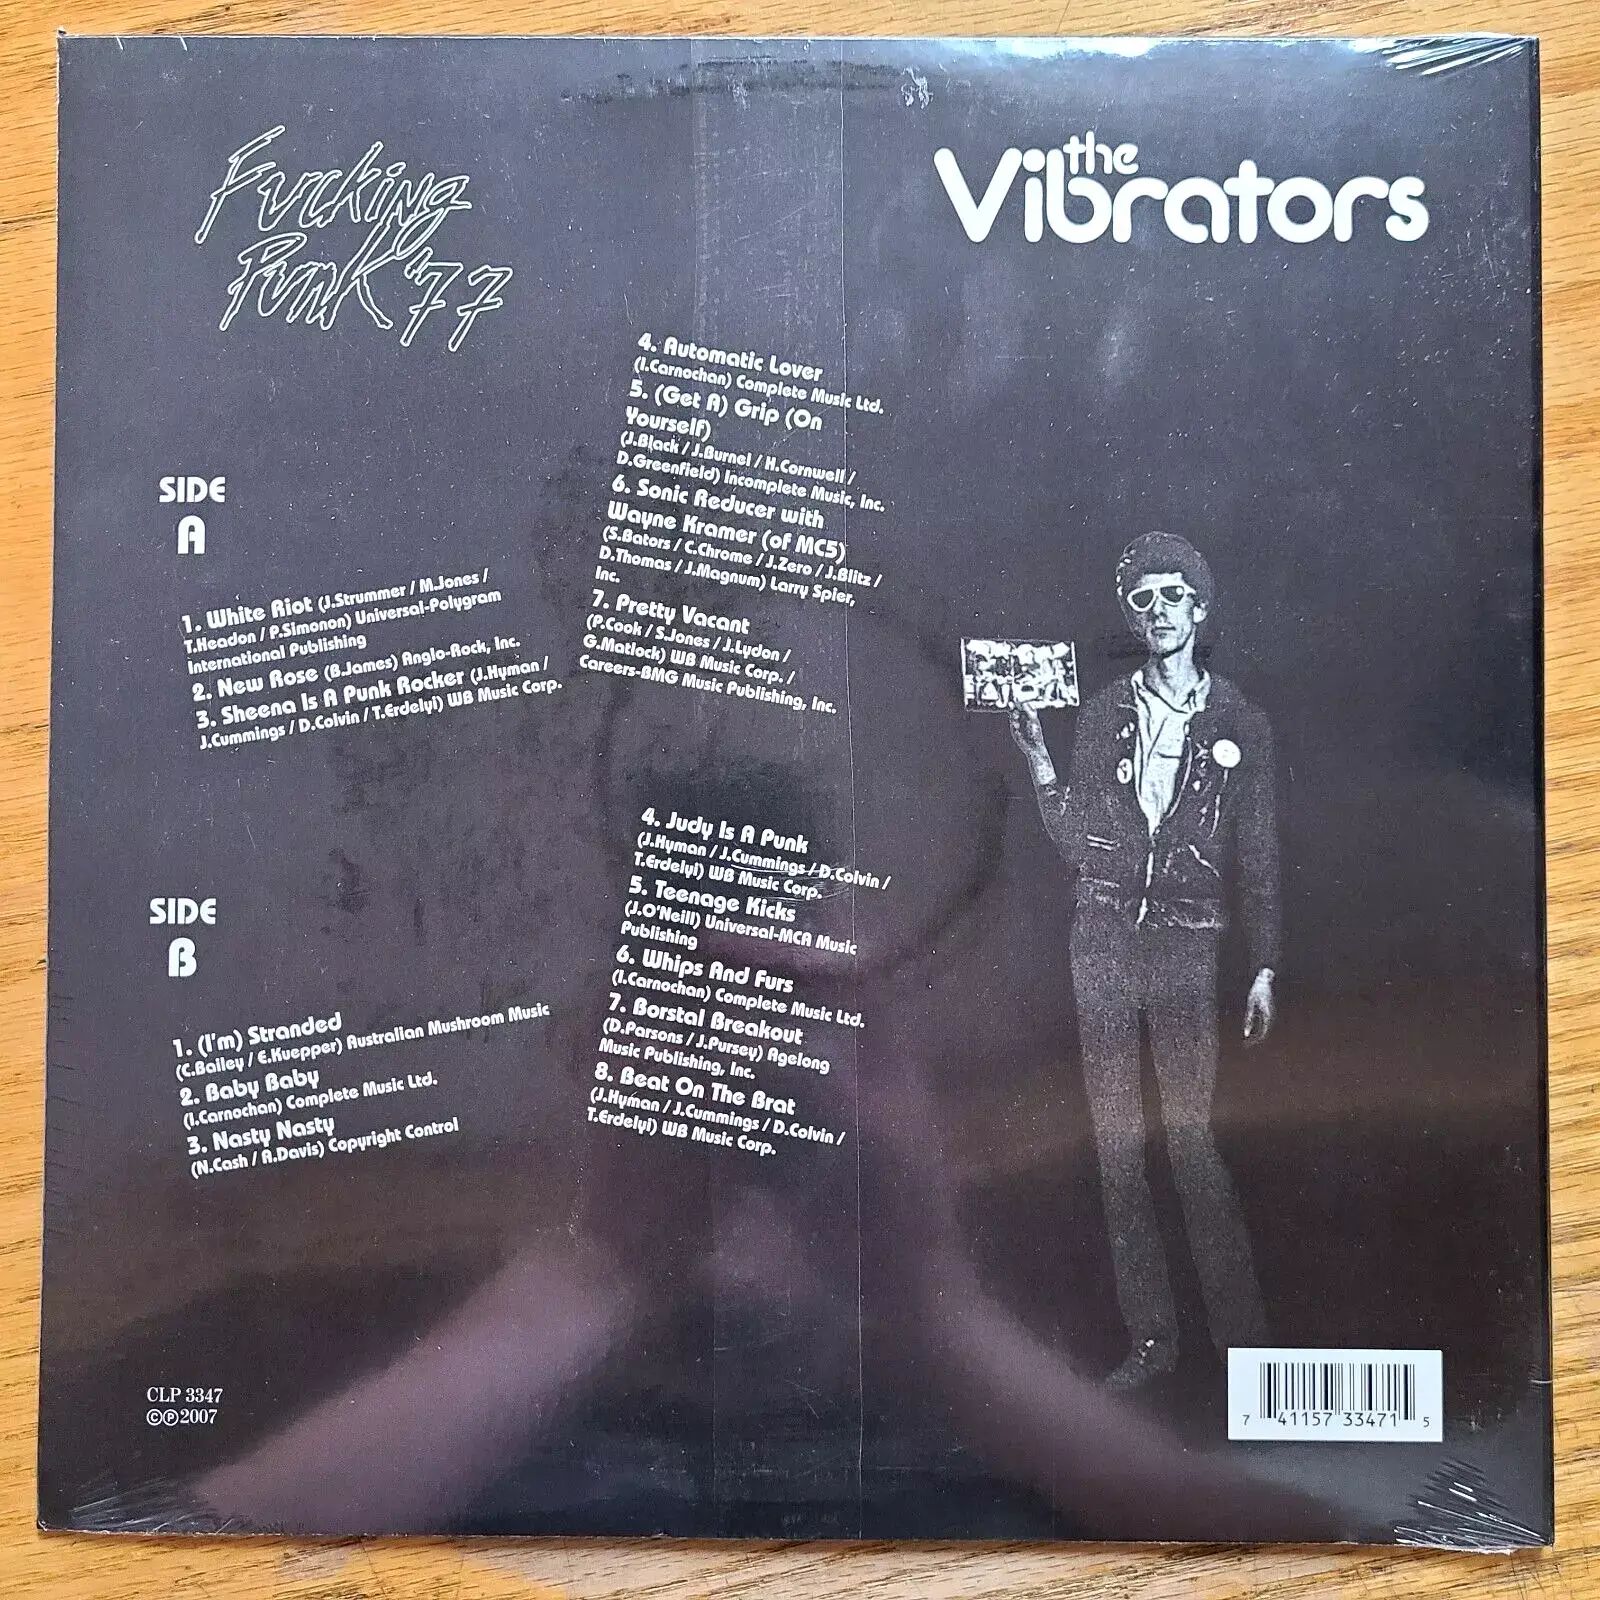 Fucking
Punk '77
the
Vibrators
SIDE
A
1. White Riot (J.Strummer / M.Jones /
T.Headon / P.Simonon) Universal-Polygram
International Publishing
2. New Rose (B.James) Anglo-Rock, Inc.
3. Sheena Is A Punk Rocker (J.Hyman /
J.Cummings / D.Colvin / T.Erdelyi) WB Music Corp.
4. Automatic Lover
(I.Carnochan) Complete Music Ltd.
5. (Get A) Grip (On
Yourself)
(J.Black / J.Burnel / H.Cornwell /
D.Greenfield) Incomplete Music, Inc.
6. Sonic Reducer with
Wayne Kramer (of MC5)
(S.Bators / C.Chrome / J.Zero / J.Blitz /
D.Thomas / J.Magnum) Larry Spier,
Inc.
7. Pretty Vacant
(P.Cook / S.Jones / J.Lydon /
G.Matlock) WB Music Corp. /
Careers-BMG Music Publishing, Inc.
SIDE
B
1. (I'm) Stranded
(C.Bailey / E.Kuepper) Australian Mushroom Music
2. Baby Baby
(I.Carnochan) Complete Music Ltd.
3. Nasty Nasty
(N.Cash / A.Davis) Copyright Control
4. Judy Is A Punk
(J.Hyman / J.Cummings / D.Colvin /
T.Erdelyi) WB Music Corp.
5. Teenage Kicks
(J.O'Neill) Universal-MCA Music
Publishing
6. Whips And Furs
(I.Carnochan) Complete Music Ltd.
7. Borstal Breakout
(D.Parsons / J.Pursey) Agelong
Music Publishing, Inc.
8. Beat On The Brat
(J.Hyman / J.Cummings / D.Colvin /
T.Erdelyi) WB Music Corp.
CLP 3347
©℗2007
7 41157 33471 5